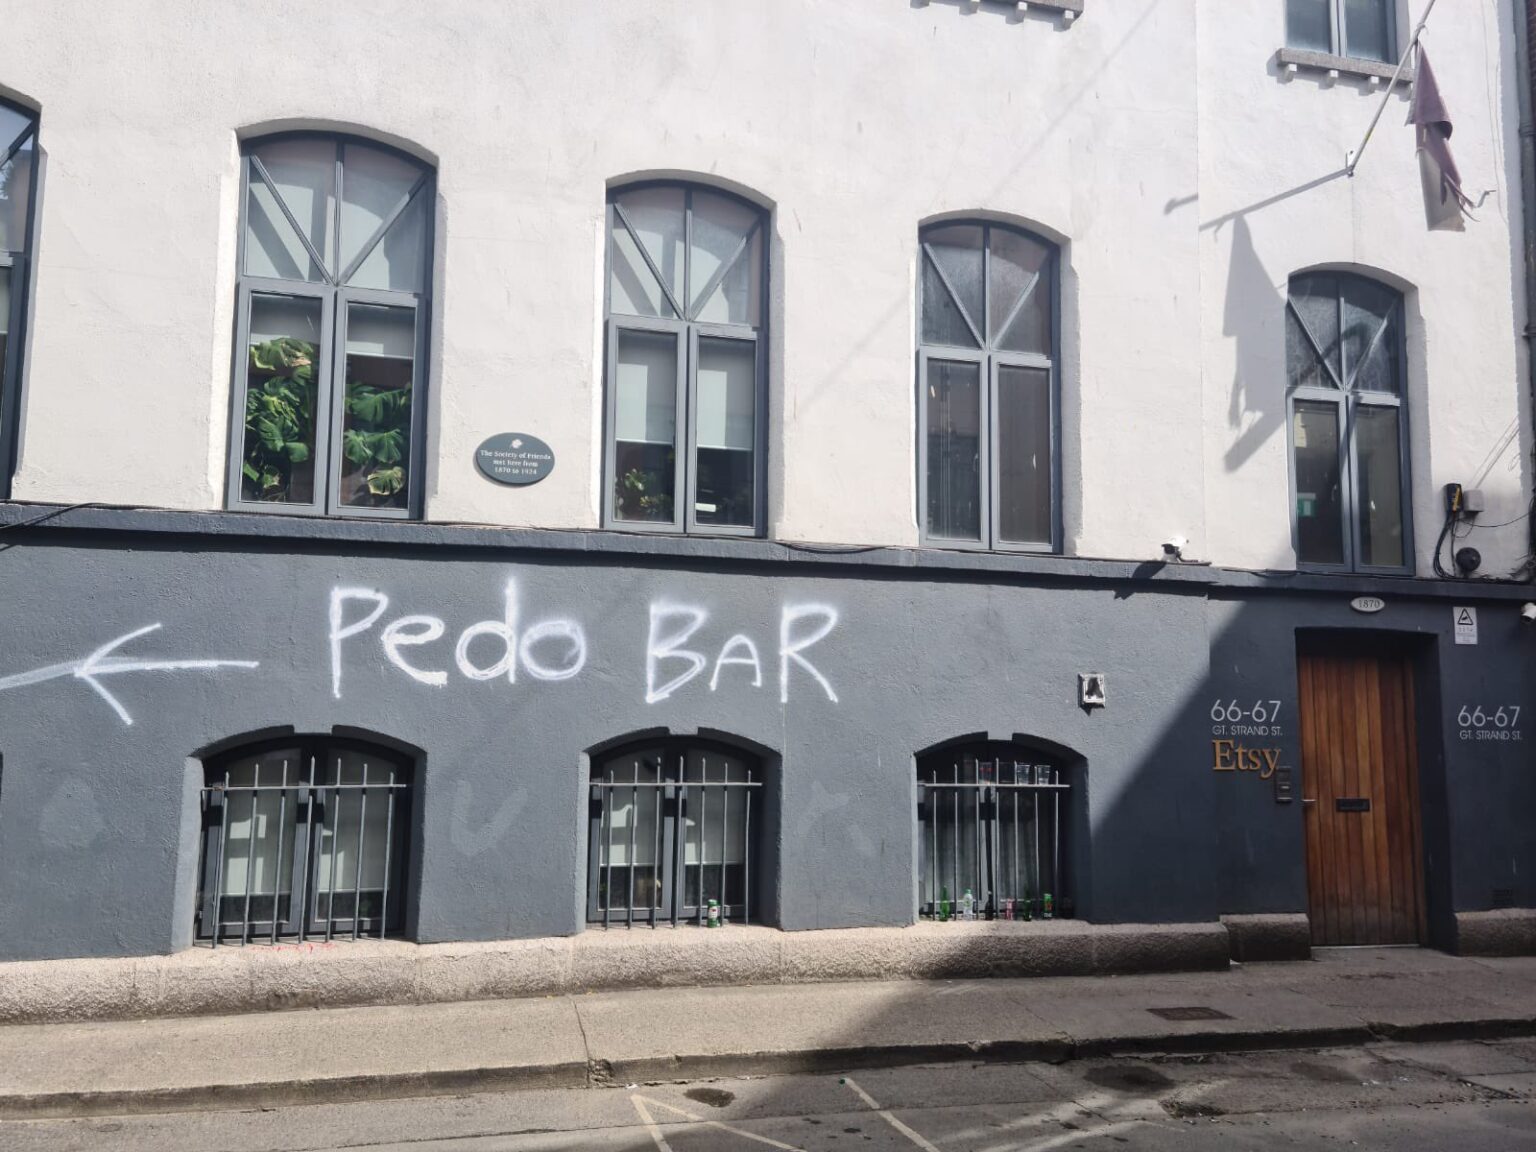 The Society of Friends
met here from
1870 to 1924
Pedo BAR
1870
66-67
GT. STRAND ST.
Etsy
66-67
GT. STRAND ST.